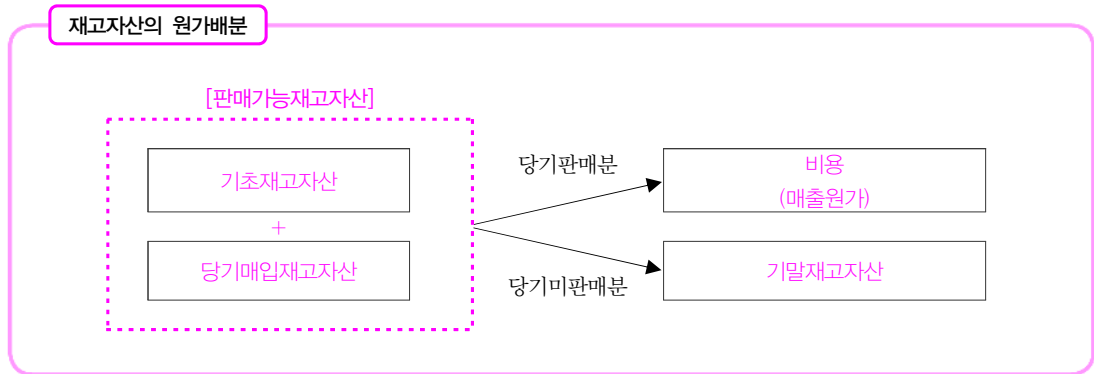 재고자산의 원가배분
[판매가능재고자산]
기초재고자산
+
당기매입재고자산
당기판매분
당기미판매분
비용
(매출원가)
기말재고자산